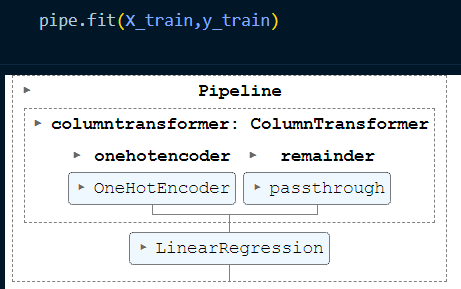 pipe.fit(X_train,y_train)
Pipeline
columntransformer: ColumnTransformer
onehotencoder remainder
OneHotEncoder passthrough
LinearRegression